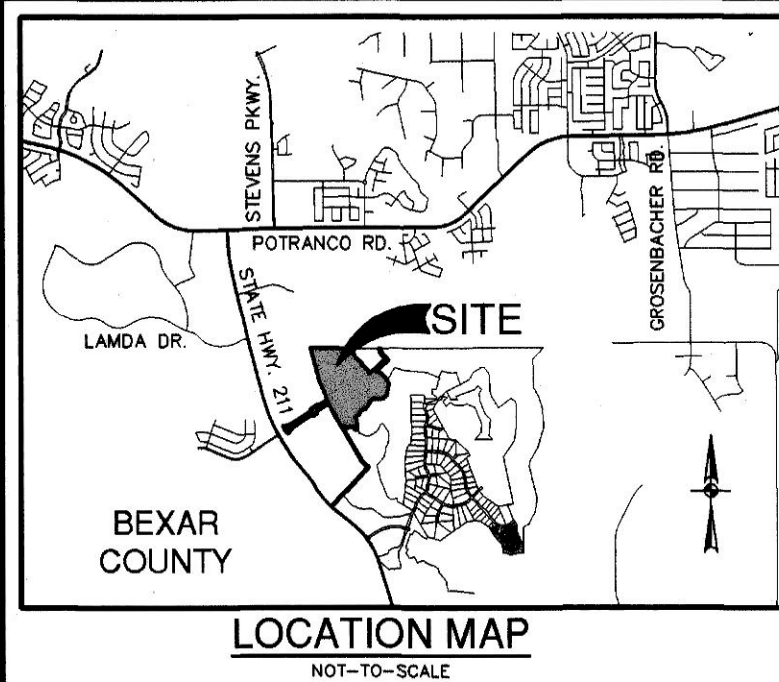 STEVENS PKWY.
GROSENBACHER RD.
POTRANCO RD.
STATE HWY. 211
SITE
LAMDA DR.
BEXAR
COUNTY
LOCATION MAP
NOT-TO-SCALE